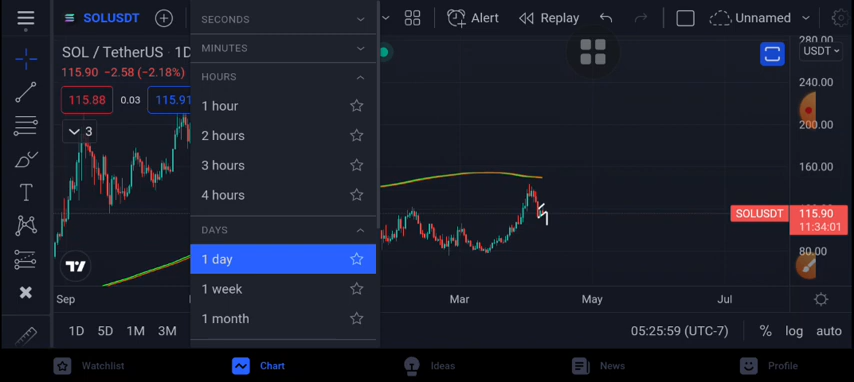 SOLUSDT
SECONDS
MINUTES
HOURS
1 hour
2 hours
3 hours
4 hours
DAYS
1 day
1 week
1 month
Alert
Replay
Unnamed
SOL / TetherUS · 1D
115.90 −2.58 (−2.18%)
115.88
0.03
115.91
3
280.00
USDT
240.00
200.00
160.00
SOLUSDT
115.90
11:34:01
80.00
Sep
Mar
May
Jul
1D
5D
1M
3M
05:25:59 (UTC-7)
%
log
auto
Watchlist
Chart
Ideas
News
Profile